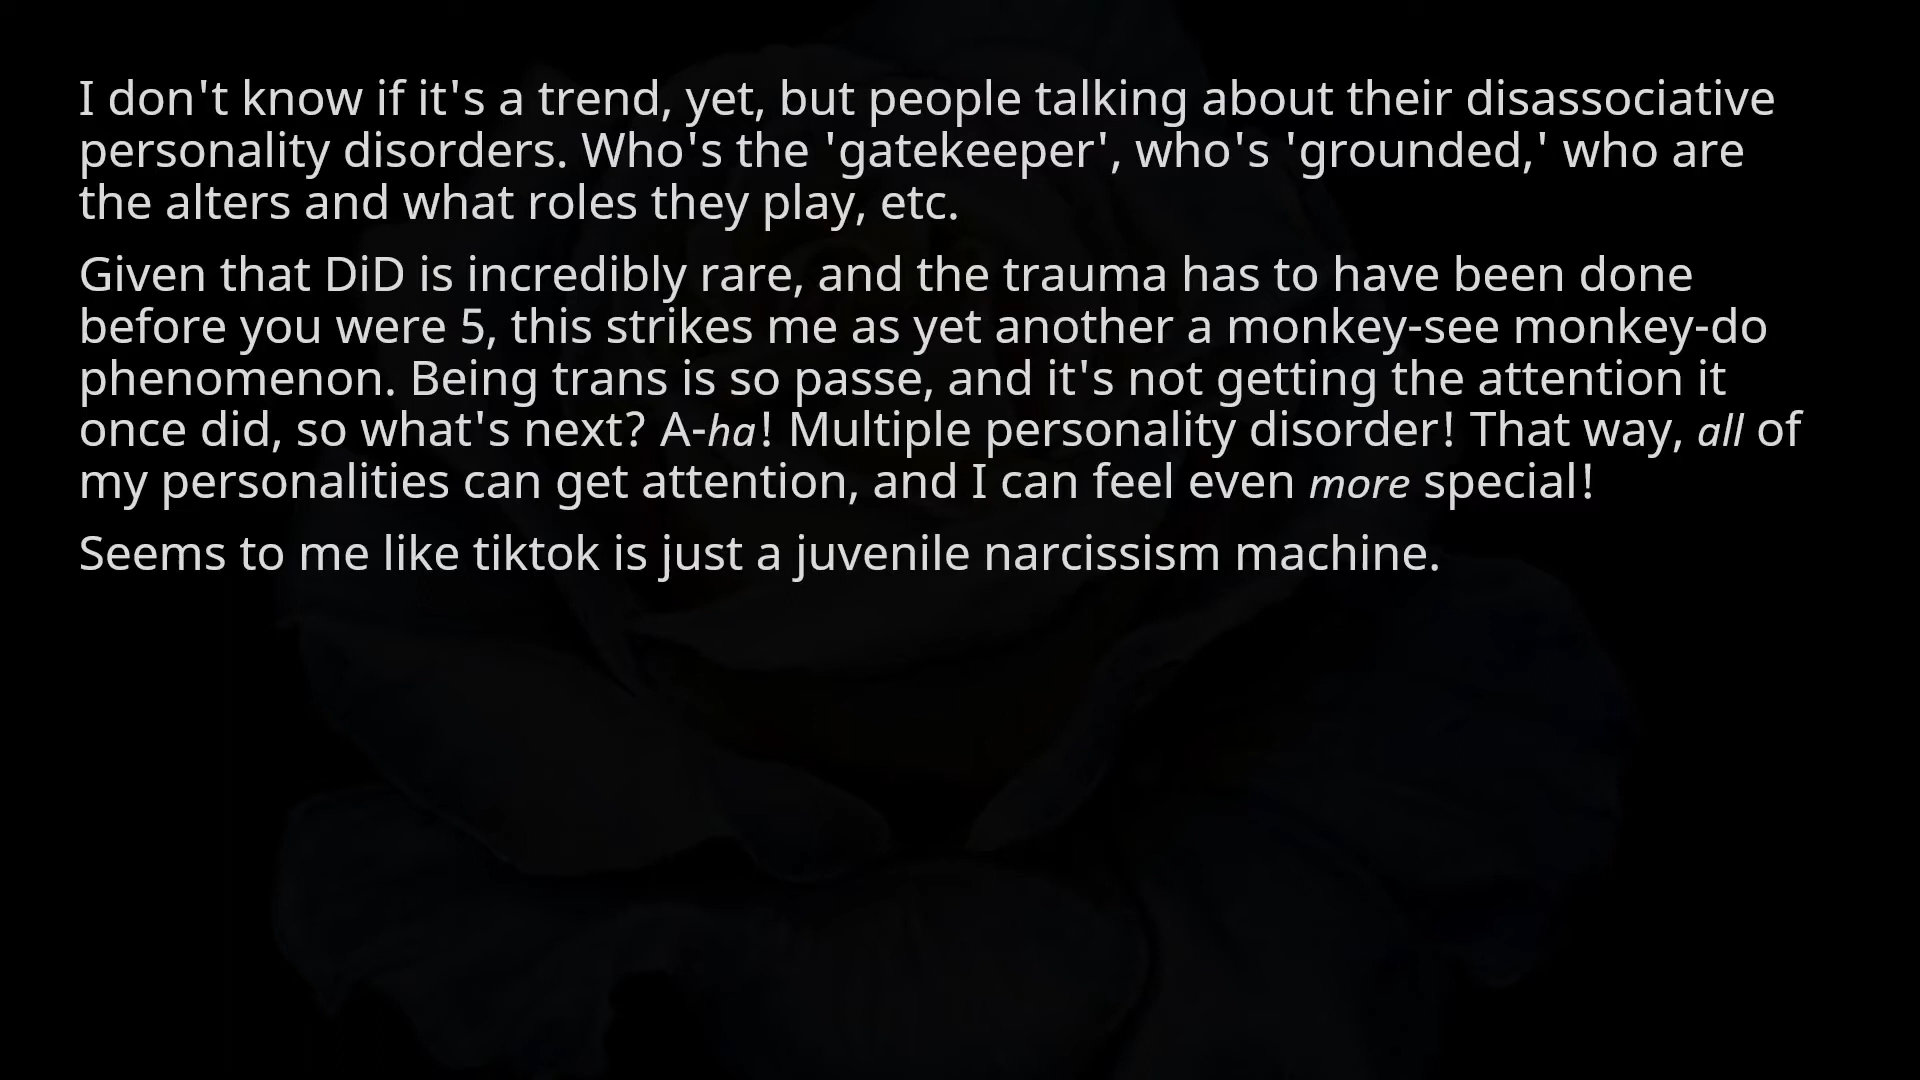 I don't know if it's a trend, yet, but people talking about their disassociative
personality disorders. Who's the 'gatekeeper', who's 'grounded,' who are
the alters and what roles they play, etc.
Given that DiD is incredibly rare, and the trauma has to have been done
before you were 5, this strikes me as yet another a monkey-see monkey-do
phenomenon. Being trans is so passe, and it's not getting the attention it
once did, so what's next? A-ha! Multiple personality disorder! That way, all of
my personalities can get attention, and I can feel even more special!
Seems to me like tiktok is just a juvenile narcissism machine.